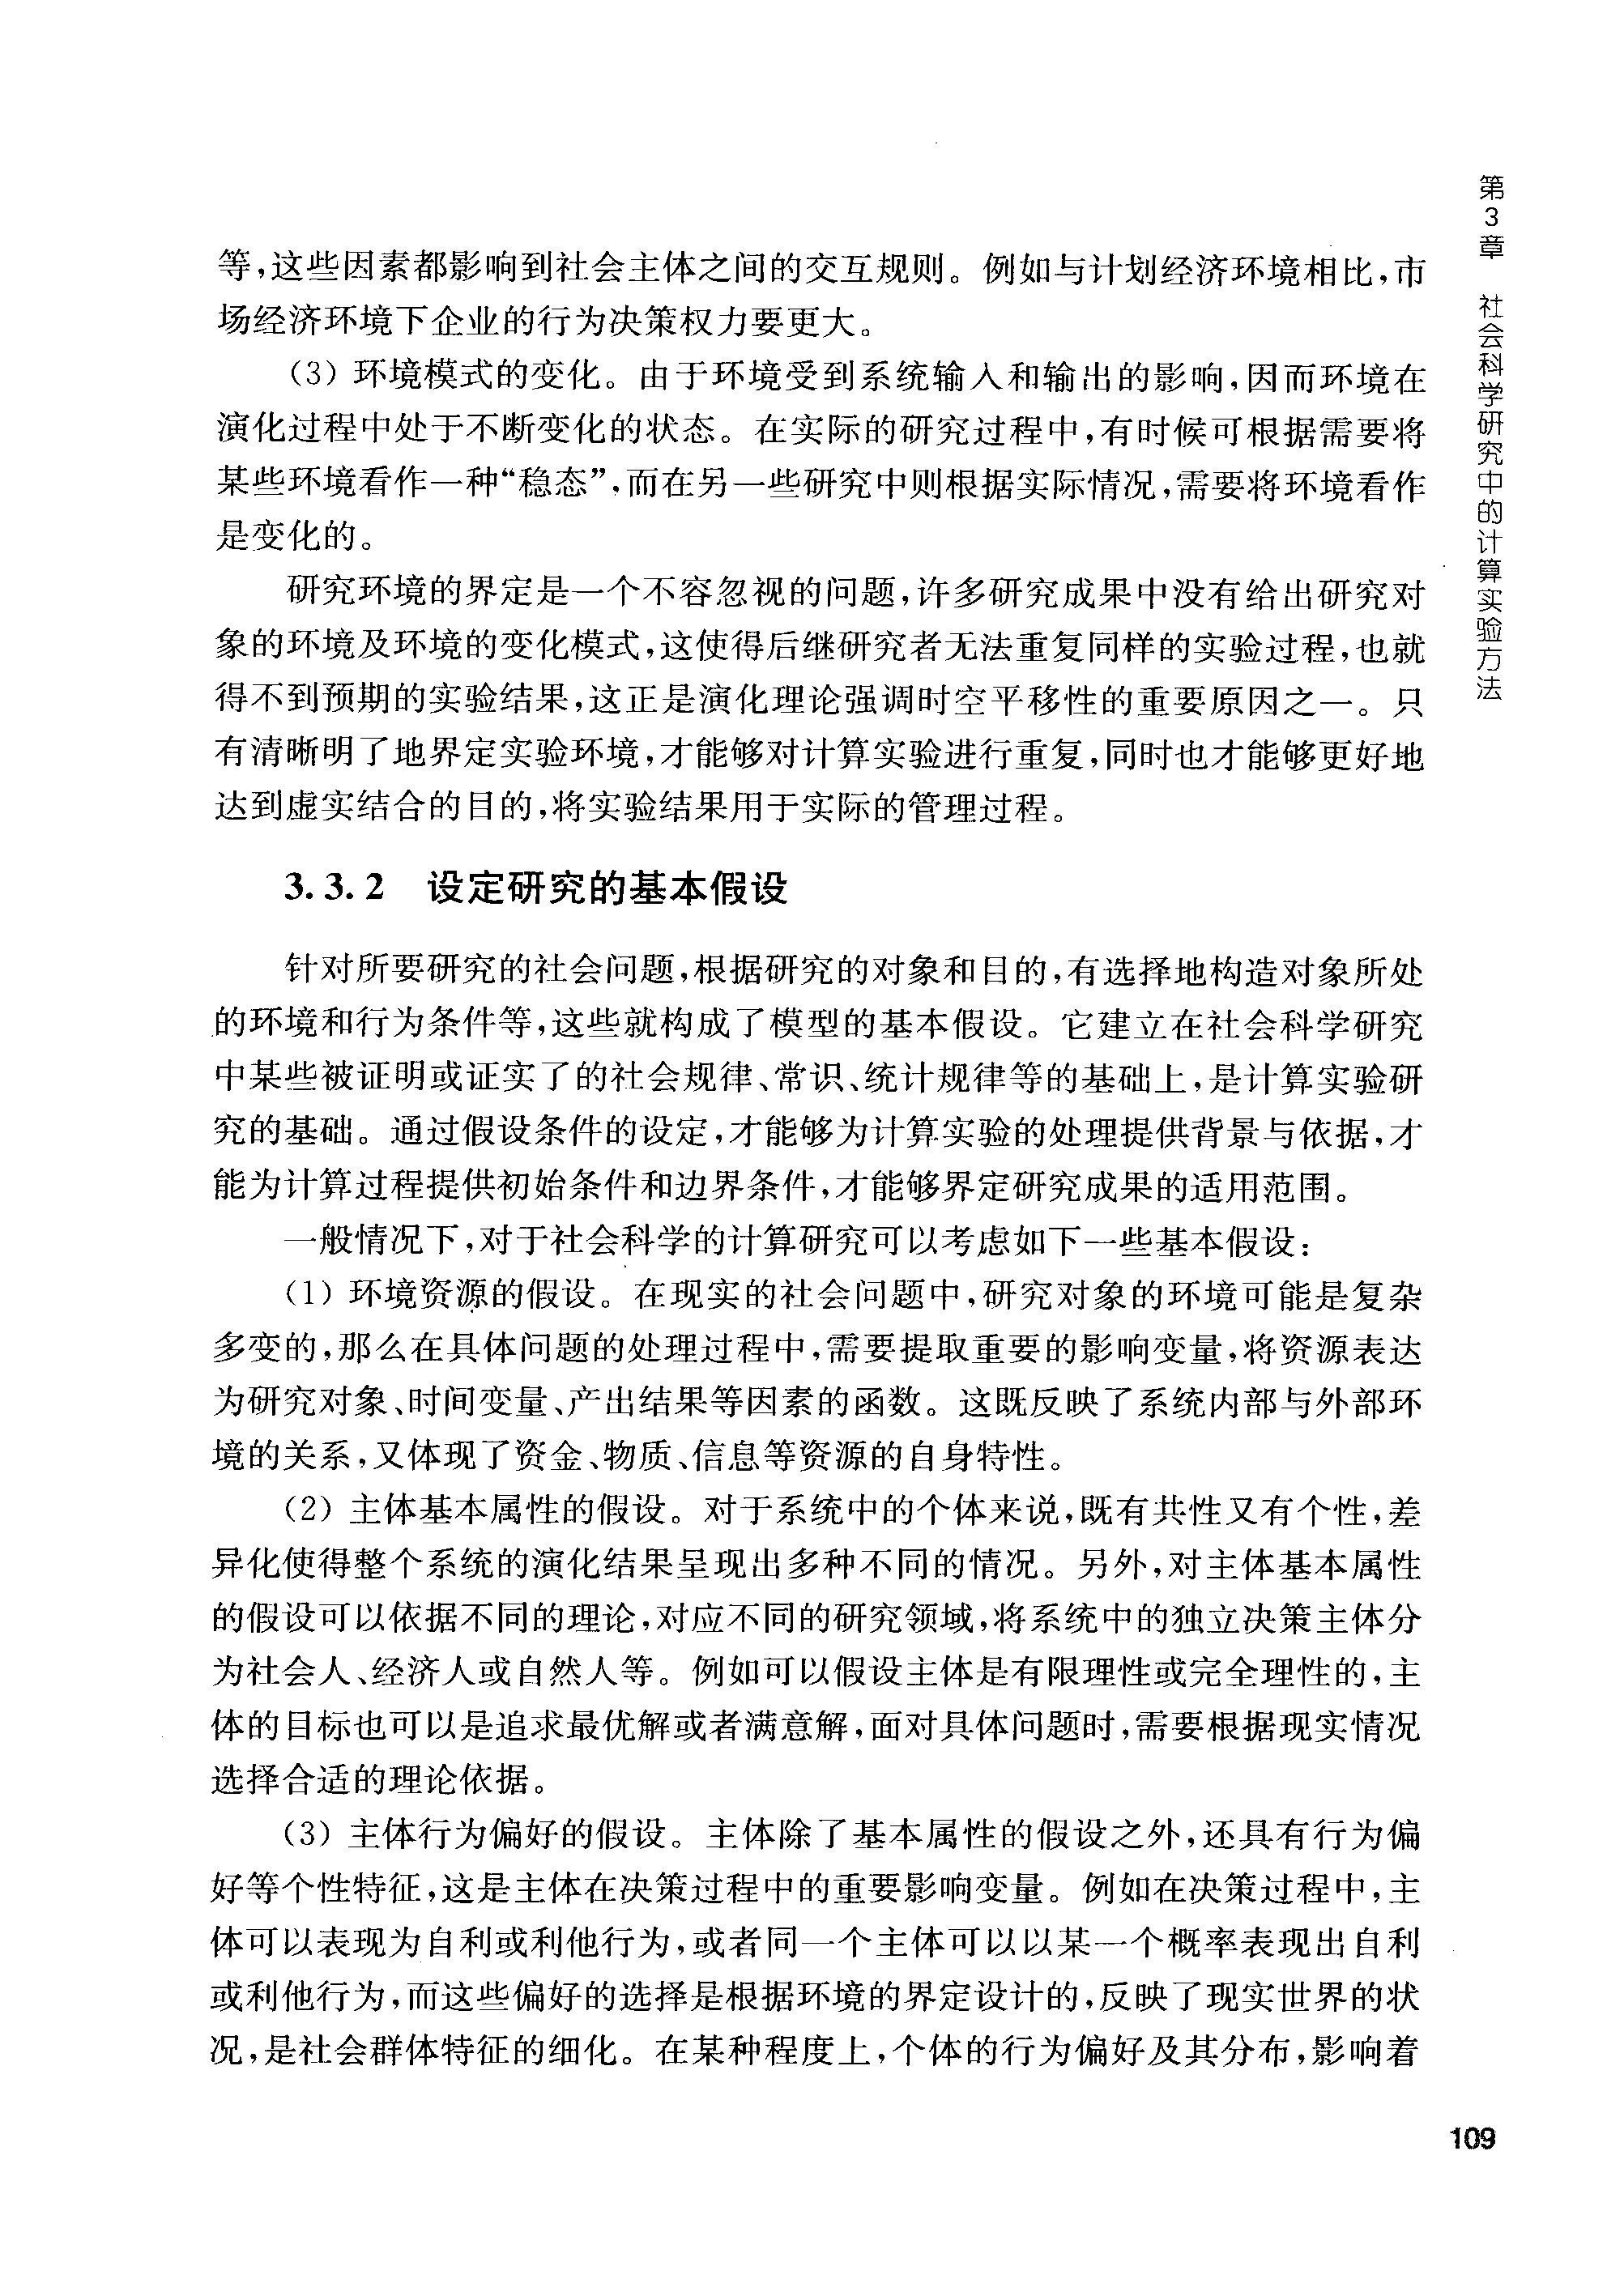 第3章 社会科学研究中的计算实验方法
等,这些因素都影响到社会主体之间的交互规则。例如与计划经济环境相比,市
场经济环境下企业的行为决策权力要更大。
(3) 环境模式的变化。由于环境受到系统输入和输出的影响,因而环境在
演化过程中处于不断变化的状态。在实际的研究过程中,有时候可根据需要将
某些环境看作一种“稳态”,而在另一些研究中则根据实际情况,需要将环境看作
是变化的。
研究环境的界定是一个不容忽视的问题,许多研究成果中没有给出研究对
象的环境及环境的变化模式,这使得后继研究者无法重复同样的实验过程,也就
得不到预期的实验结果,这正是演化理论强调时空平移性的重要原因之一。只
有清晰明了地界定实验环境,才能够对计算实验进行重复,同时也才能够更好地
达到虚实结合的目的,将实验结果用于实际的管理过程。
3.3.2 设定研究的基本假设
针对所要研究的社会问题,根据研究的对象和目的,有选择地构造对象所处
的环境和行为条件等,这些就构成了模型的基本假设。它建立在社会科学研究
中某些被证明或证实了的社会规律、常识、统计规律等的基础上,是计算实验研
究的基础。通过假设条件的设定,才能够为计算实验的处理提供背景与依据,才
能为计算过程提供初始条件和边界条件,才能够界定研究成果的适用范围。
一般情况下,对于社会科学的计算研究可以考虑如下一些基本假设:
(1) 环境资源的假设。在现实的社会问题中,研究对象的环境可能是复杂
多变的,那么在具体问题的处理过程中,需要提取重要的影响变量,将资源表达
为研究对象、时间变量、产出结果等因素的函数。这既反映了系统内部与外部环
境的关系,又体现了资金、物质、信息等资源的自身特性。
(2) 主体基本属性的假设。对于系统中的个体来说,既有共性又有个性,差
异化使得整个系统的演化结果呈现出多种不同的情况。另外,对主体基本属性
的假设可以依据不同的理论,对应不同的研究领域,将系统中的独立决策主体分
为社会人、经济人或自然人等。例如可以假设主体是有限理性或完全理性的,主
体的目标也可以是追求最优解或者满意解,面对具体问题时,需要根据现实情况
选择合适的理论依据。
(3) 主体行为偏好的假设。主体除了基本属性的假设之外,还具有行为偏
好等个性特征,这是主体在决策过程中的重要影响变量。例如在决策过程中,主
体可以表现为自利或利他行为,或者同一个主体可以以某一个概率表现出自利
或利他行为,而这些偏好的选择是根据环境的界定设计的,反映了现实世界的状
况,是社会群体特征的细化。在某种程度上,个体的行为偏好及其分布,影响着
109